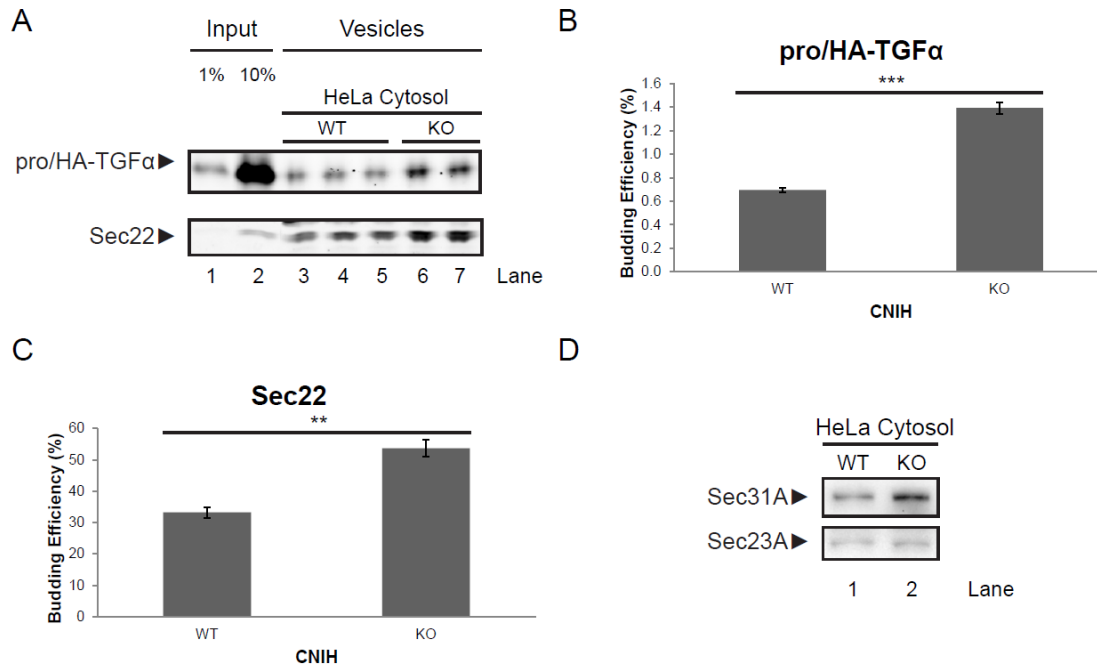 A
Input Vesicles
1% 10%
HeLa Cytosol
WT KO
pro/HA-TGFα
Sec22
1 2 3 4 5 6 7 Lane
B
pro/HA-TGFα
***
Budding Efficiency (%)
1.6
1.4
1.2
1.0
0.8
0.6
0.4
0.2
0.0
WT KO
CNIH
C
Sec22
**
Budding Efficiency (%)
60
50
40
30
20
10
0
WT KO
CNIH
D
HeLa Cytosol
WT KO
Sec31A
Sec23A
1 2 Lane